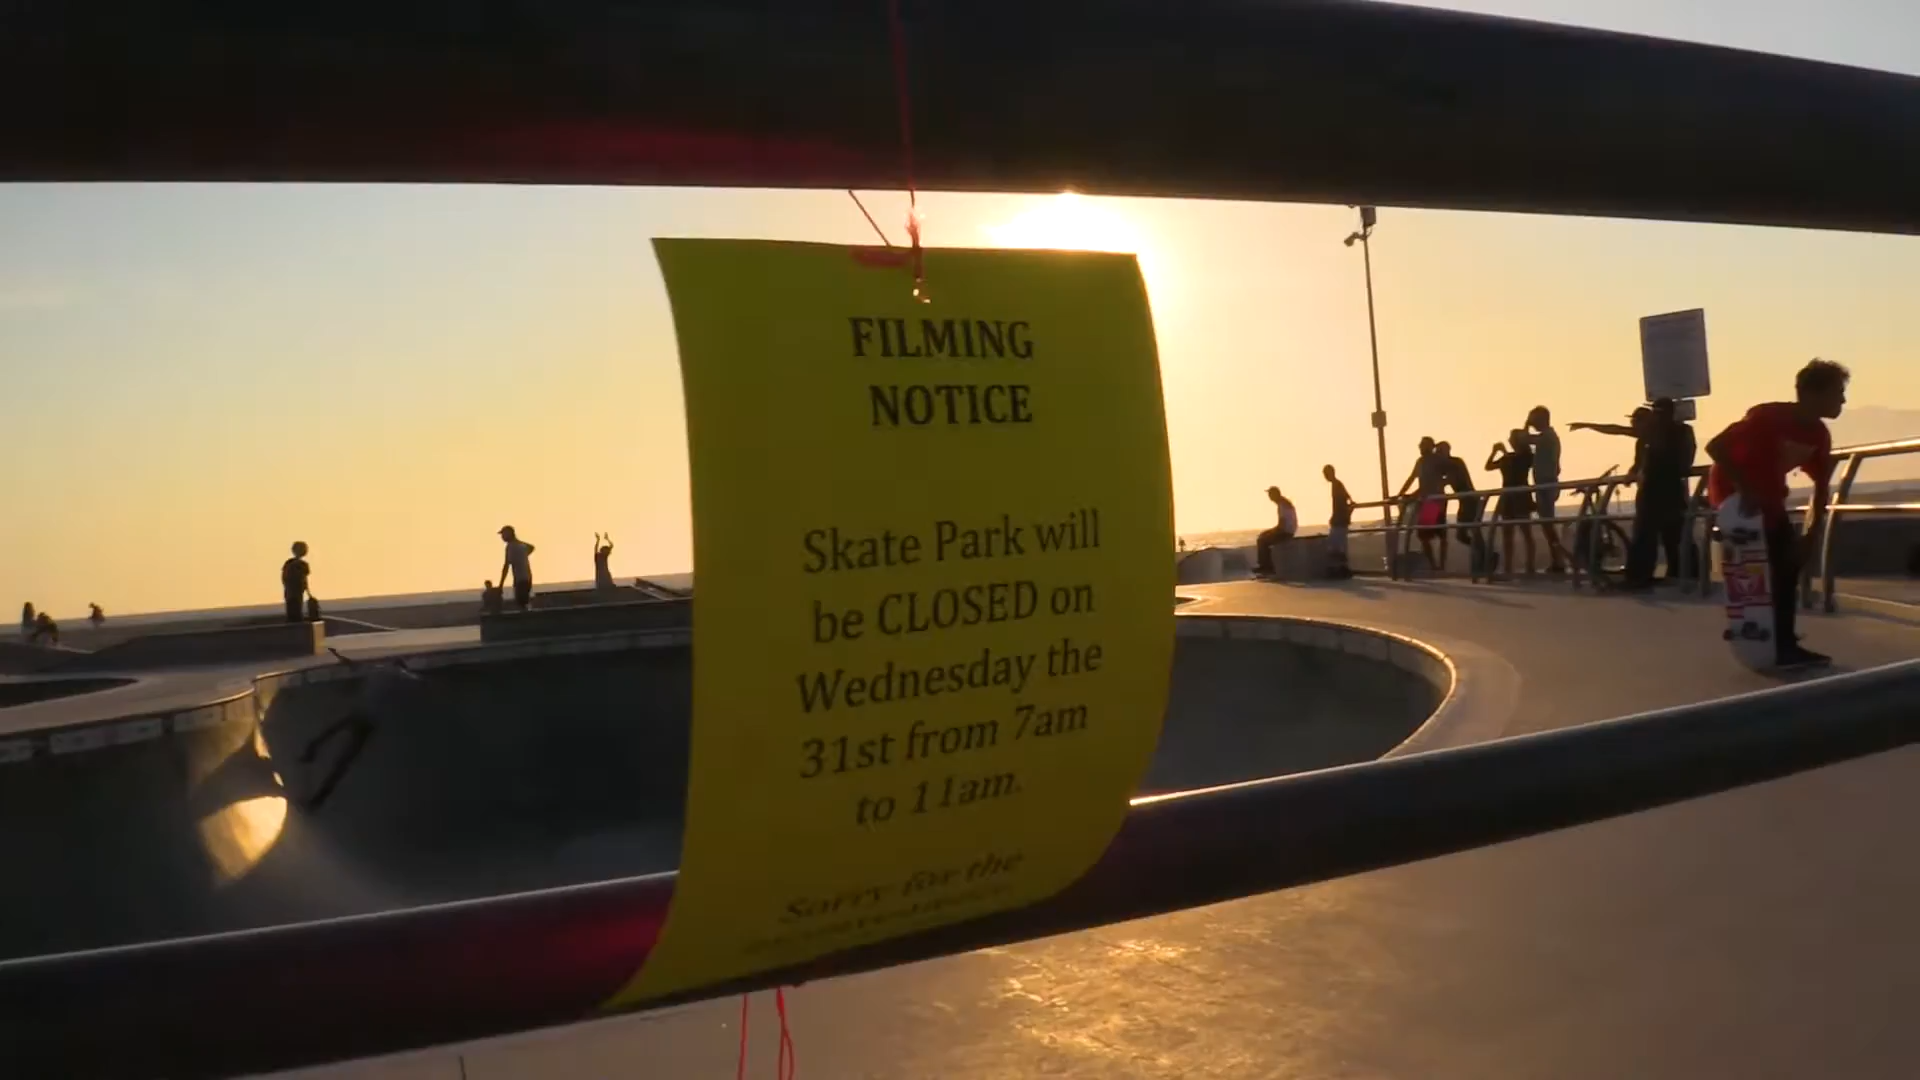 FILMING
NOTICE
Skate Park will
be CLOSED on
Wednesday the
31st from 7am
to 11am.
Sorry for the